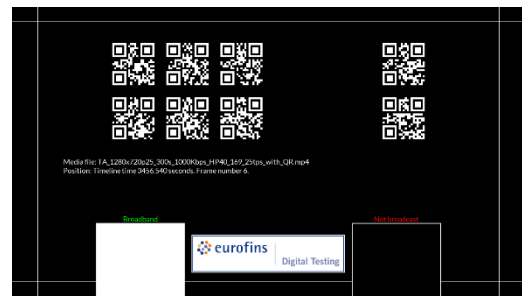 Media file: TA_1280x720p25_300s_1000Kbps_HP40_169_25tps_with_QR.mp4
Position: Timeline time 3456.540 seconds. Frame number 6.
Broadband
Not broadcast
eurofins
Digital Testing